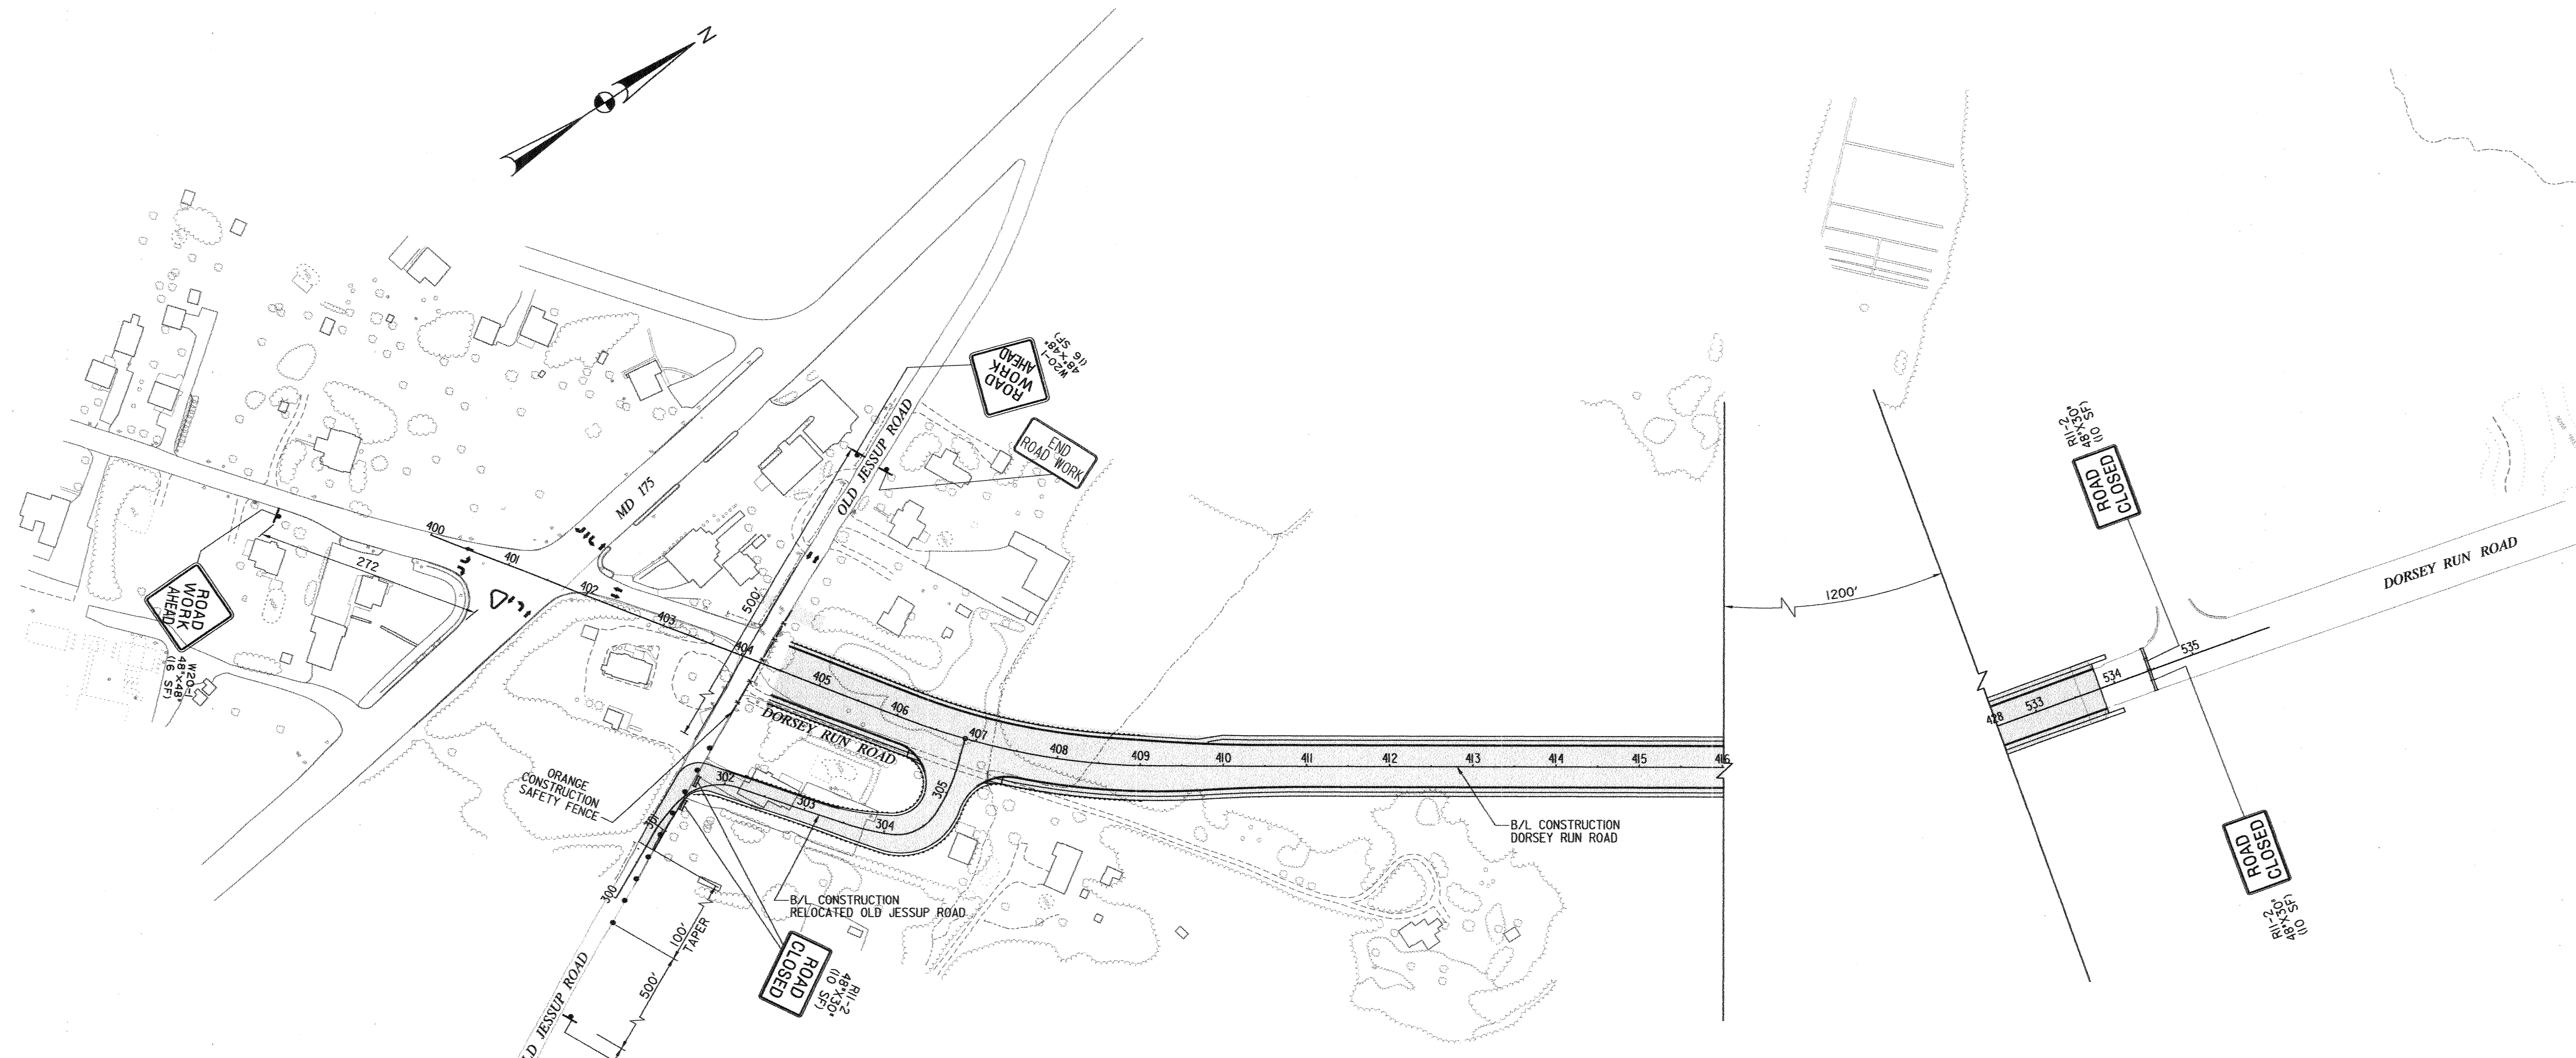 N
MD 175
400
401
402
403
404
405
406
407
408
409
410
411
412
413
414
415
416
272
ROAD
WORK
AHEAD
W20-1
48"X48"
(16 SF)
ROAD
WORK
AHEAD
W20-1
48"X48"
(16 SF)
END
ROAD WORK
OLD JESSUP ROAD
500'
DORSEY RUN ROAD
ORANGE
CONSTRUCTION
SAFETY FENCE
300
301
302
303
304
305
B/L CONSTRUCTION
RELOCATED OLD JESSUP ROAD
B/L CONSTRUCTION
DORSEY RUN ROAD
100'
TAPER
500'
ROAD
CLOSED
R11-2
48"X30"
(10 SF)
LD JESSUP ROAD
1200'
R11-2
48"X30"
(10 SF)
ROAD
CLOSED
DORSEY RUN ROAD
428
533
534
535
ROAD
CLOSED
R11-2
48"X30"
(10 SF)